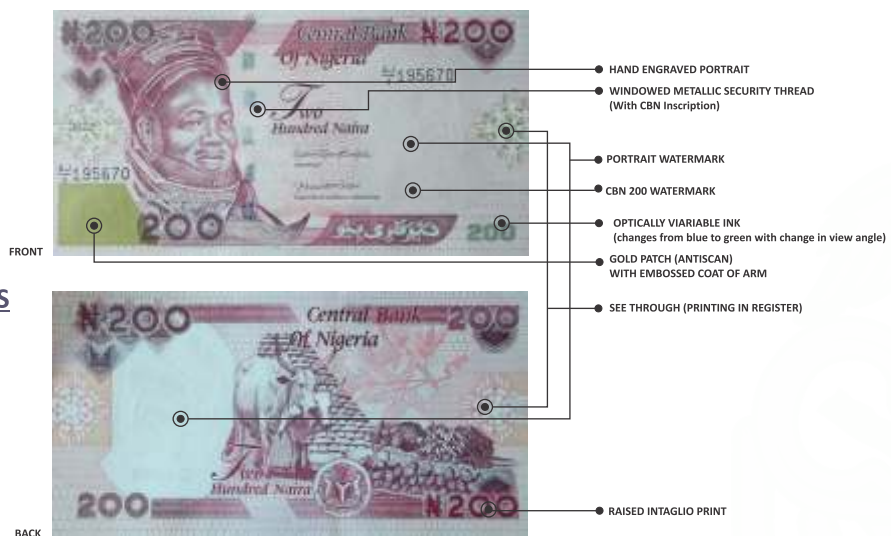 ₦200
Central Bank ₦200
Of Nigeria
195670
Two
Hundred Naira
195670
200
200
FRONT
HAND ENGRAVED PORTRAIT
WINDOWED METALLIC SECURITY THREAD
(With CBN Inscription)
PORTRAIT WATERMARK
CBN 200 WATERMARK
OPTICALLY VIARIABLE INK
(changes from blue to green with change in view angle)
GOLD PATCH (ANTISCAN)
WITH EMBOSSED COAT OF ARM
SEE THROUGH (PRINTING IN REGISTER)
S
₦200
Central Bank 200
Of Nigeria
Two
Hundred Naira
200
₦200
BACK
RAISED INTAGLIO PRINT